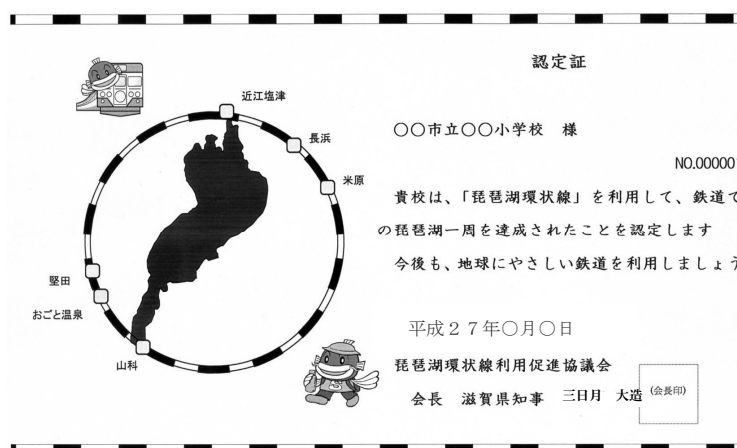 認定証
近江塩津
長浜
米原
堅田
おごと温泉
山科
〇〇市立〇〇小学校　様
NO.00000
貴校は、「琵琶湖環状線」を利用して、鉄道で
の琵琶湖一周を達成されたことを認定します
今後も、地球にやさしい鉄道を利用しましょう
平成２７年〇月〇日
琵琶湖環状線利用促進協議会
会長　滋賀県知事　三日月　大造　(会長印)